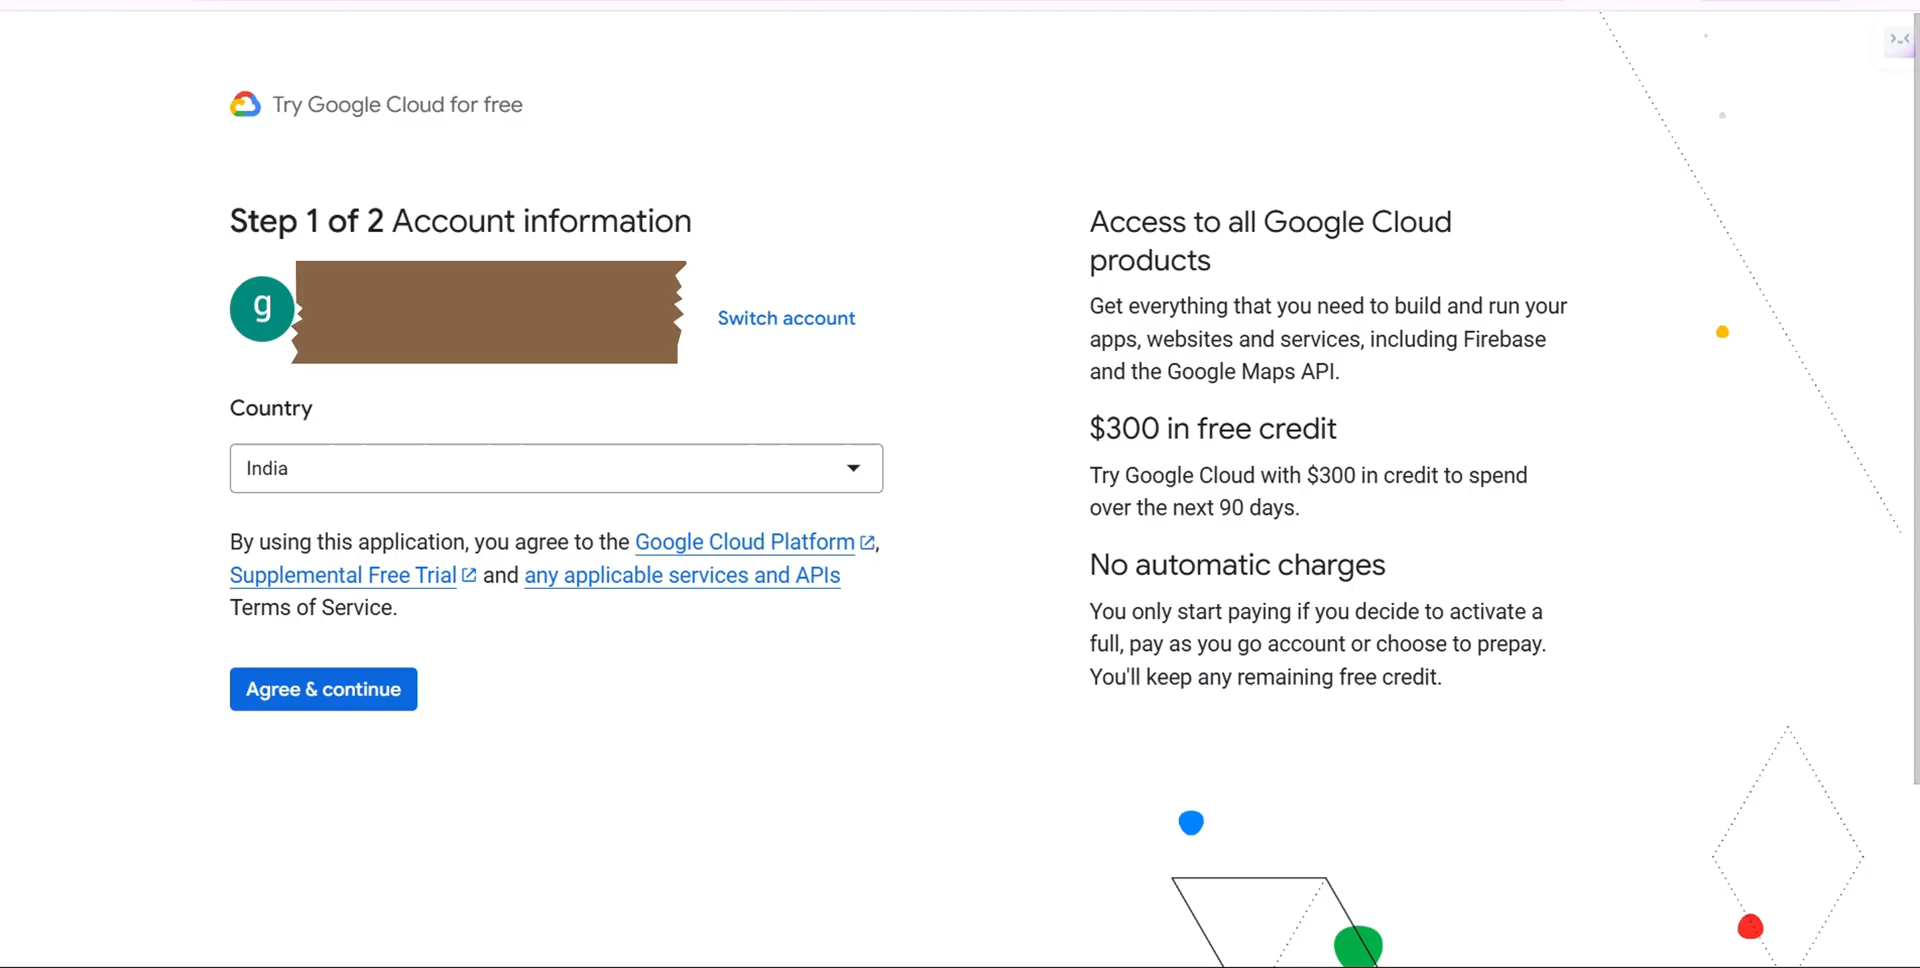 Try Google Cloud for free
Step 1 of 2 Account information
g
Switch account
Country
India
By using this application, you agree to the Google Cloud Platform,
Supplemental Free Trial and any applicable services and APIs
Terms of Service.
Agree & continue
Access to all Google Cloud
products
Get everything that you need to build and run your
apps, websites and services, including Firebase
and the Google Maps API.
$300 in free credit
Try Google Cloud with $300 in credit to spend
over the next 90 days.
No automatic charges
You only start paying if you decide to activate a
full, pay as you go account or choose to prepay.
You'll keep any remaining free credit.